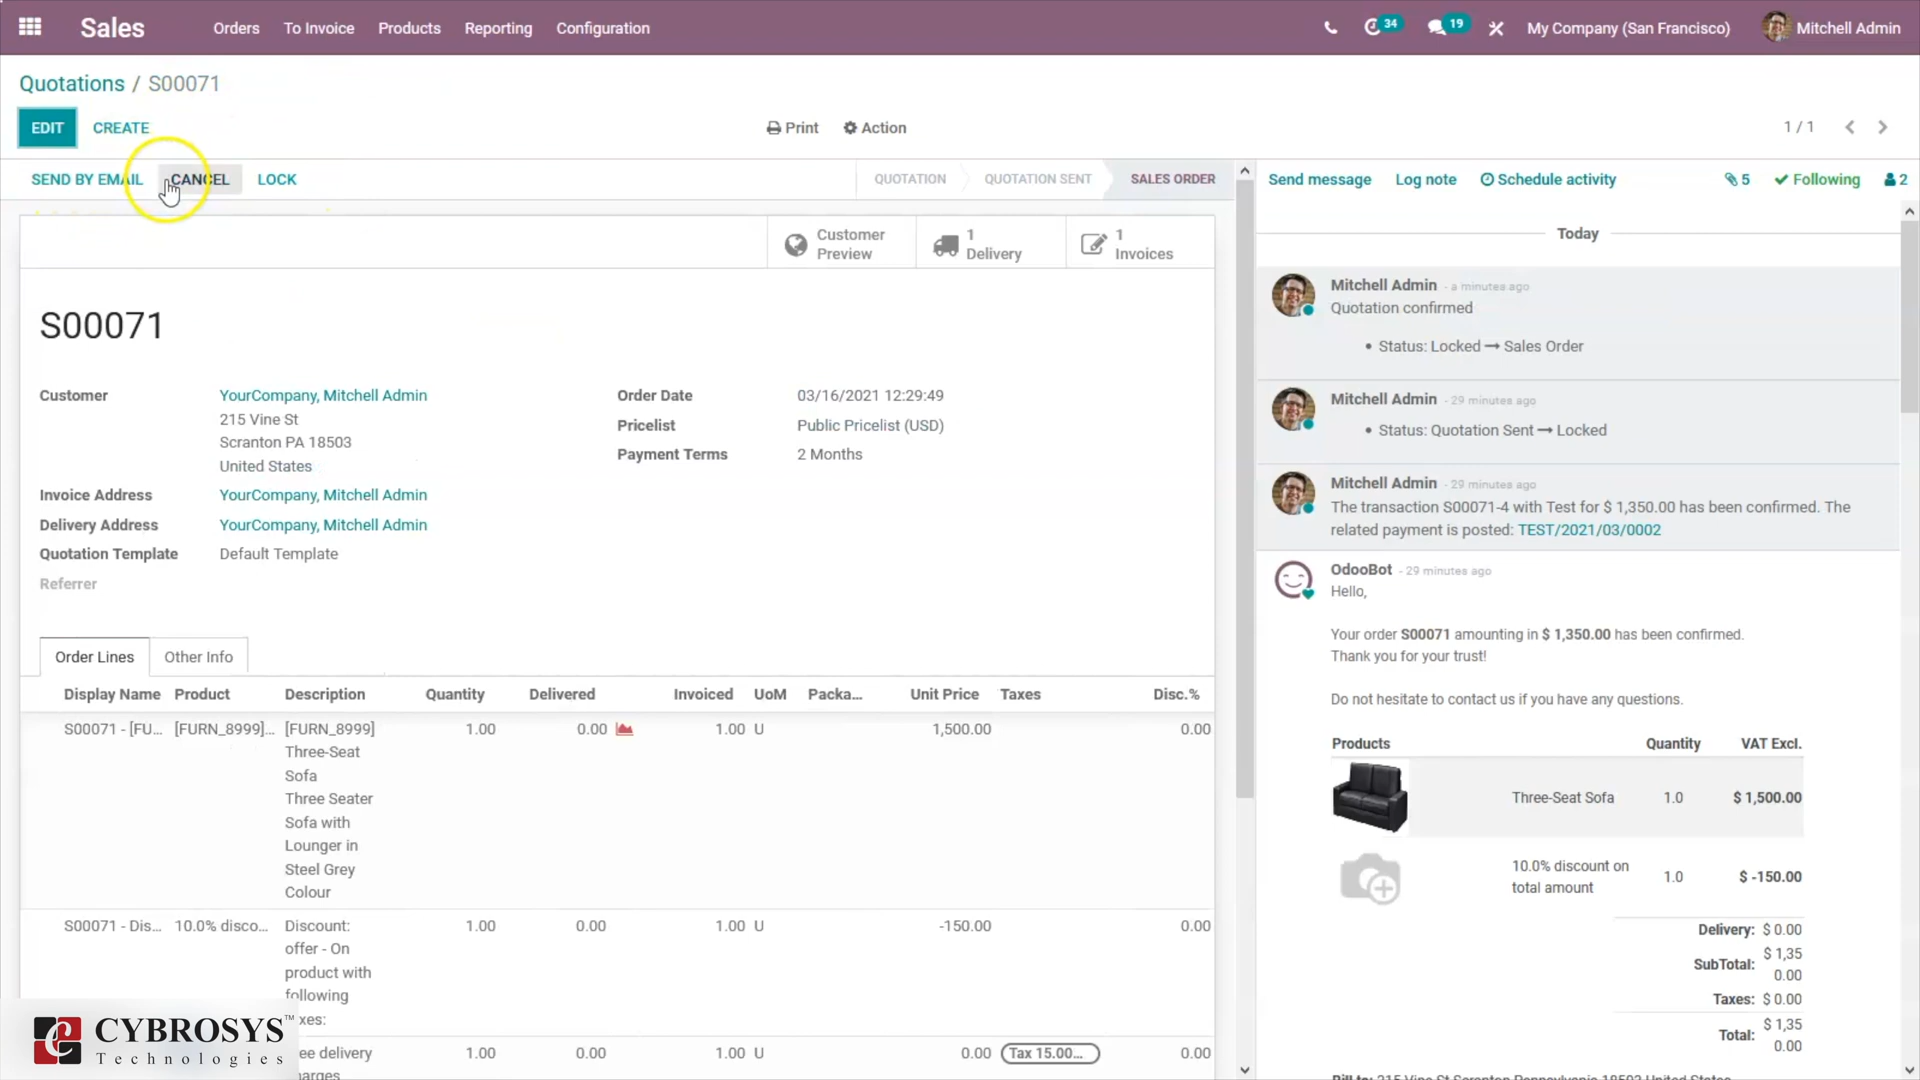 Sales
Orders
To Invoice
Products
Reporting
Configuration
34
19
My Company (San Francisco)
Mitchell Admin
Quotations / S00071
EDIT
CREATE
Print
Action
1 / 1
SEND BY EMAIL
CANCEL
LOCK
QUOTATION
QUOTATION SENT
SALES ORDER
Customer
Preview
1
Delivery
1
Invoices
S00071
Customer
YourCompany, Mitchell Admin
215 Vine St
Scranton PA 18503
United States
Invoice Address
YourCompany, Mitchell Admin
Delivery Address
YourCompany, Mitchell Admin
Quotation Template
Default Template
Referrer
Order Date
03/16/2021 12:29:49
Pricelist
Public Pricelist (USD)
Payment Terms
2 Months
Order Lines
Other Info
Display Name Product Description Quantity Delivered Invoiced UoM Packa... Unit Price Taxes Disc.%
S00071 - [FU... [FURN_8999]... [FURN_8999] 1.00 0.00 1.00 U 1,500.00 0.00
Three-Seat
Sofa
Three Seater
Sofa with
Lounger in
Steel Grey
Colour
S00071 - Dis... 10.0% disco... Discount: 1.00 0.00 1.00 U -150.00 0.00
offer - On
product with
following
xes:
ee delivery 1.00 0.00 1.00 U 0.00 Tax 15.00... 0.00
CYBROSYS™
Technologies
Send message
Log note
Schedule activity
5
Following
2
Today
Mitchell Admin - a minutes ago
Quotation confirmed
• Status: Locked → Sales Order
Mitchell Admin - 29 minutes ago
• Status: Quotation Sent → Locked
Mitchell Admin - 29 minutes ago
The transaction S00071-4 with Test for $ 1,350.00 has been confirmed. The
related payment is posted: TEST/2021/03/0002
OdooBot - 29 minutes ago
Hello,
Your order S00071 amounting in $ 1,350.00 has been confirmed.
Thank you for your trust!
Do not hesitate to contact us if you have any questions.
Products Quantity VAT Excl.
Three-Seat Sofa 1.0 $ 1,500.00
10.0% discount on
total amount 1.0 $ -150.00
Delivery: $ 0.00
SubTotal: $ 1,35
0.00
Taxes: $ 0.00
Total: $ 1,35
0.00